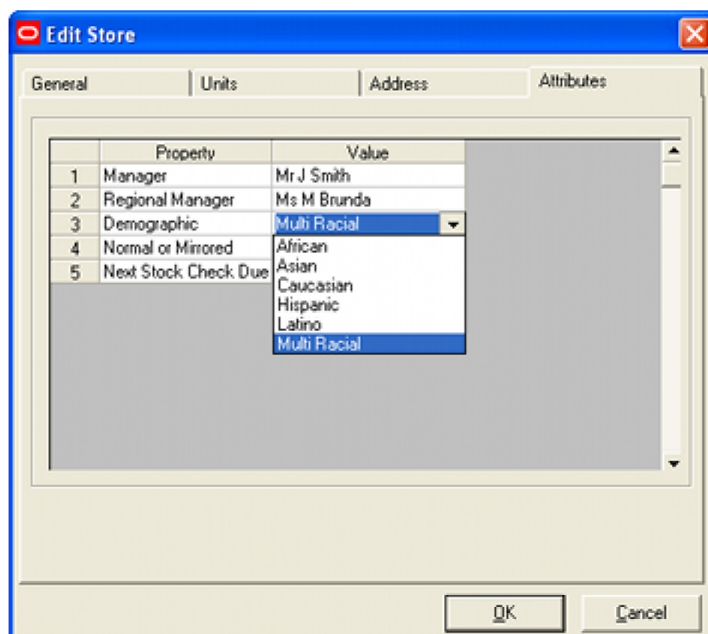 Edit Store
General Units Address Attributes
Property Value
1 Manager Mr J Smith
2 Regional Manager Ms M Brunda
3 Demographic Multi Racial
4 Normal or Mirrored
5 Next Stock Check Due
African
Asian
Caucasian
Hispanic
Latino
Multi Racial
OK Cancel